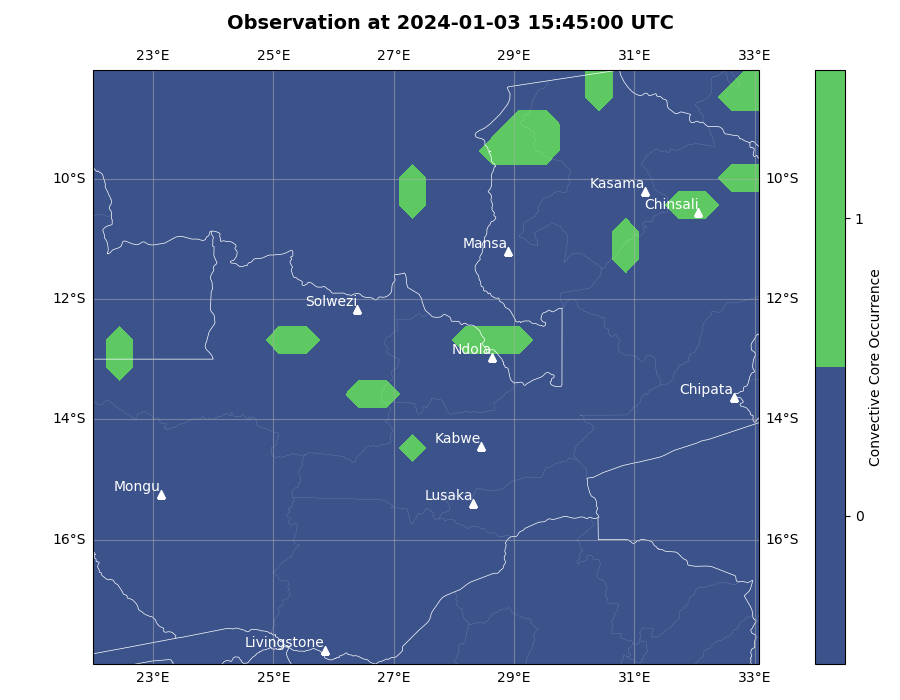 Observation at 2024-01-03 15:45:00 UTC
23°E 25°E 27°E 29°E 31°E 33°E
10°S Kasama 10°S
Chinsali 1
Mansa
12°S Solwezi 12°S
Ndola
Chipata
14°S 14°S
Kabwe
Mongu Lusaka
16°S 16°S 0
Livingstone
23°E 25°E 27°E 29°E 31°E 33°E
Convective Core Occurrence